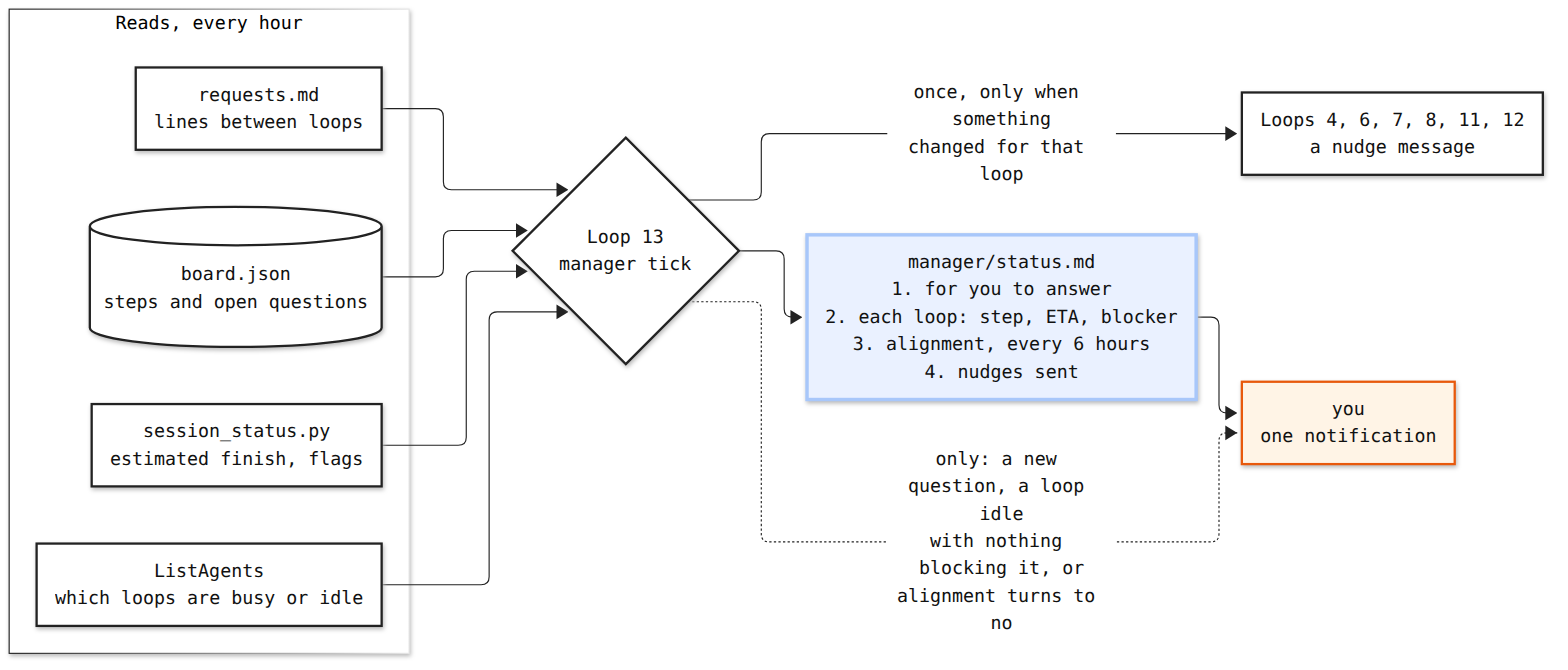 Reads, every hour
requests.md
lines between loops
board.json
steps and open questions
session_status.py
estimated finish, flags
ListAgents
which loops are busy or idle
Loop 13
manager tick
once, only when
something
changed for that
loop
Loops 4, 6, 7, 8, 11, 12
a nudge message
manager/status.md
1. for you to answer
2. each loop: step, ETA, blocker
3. alignment, every 6 hours
4. nudges sent
only: a new
question, a loop
idle
with nothing
blocking it, or
alignment turns to
no
you
one notification